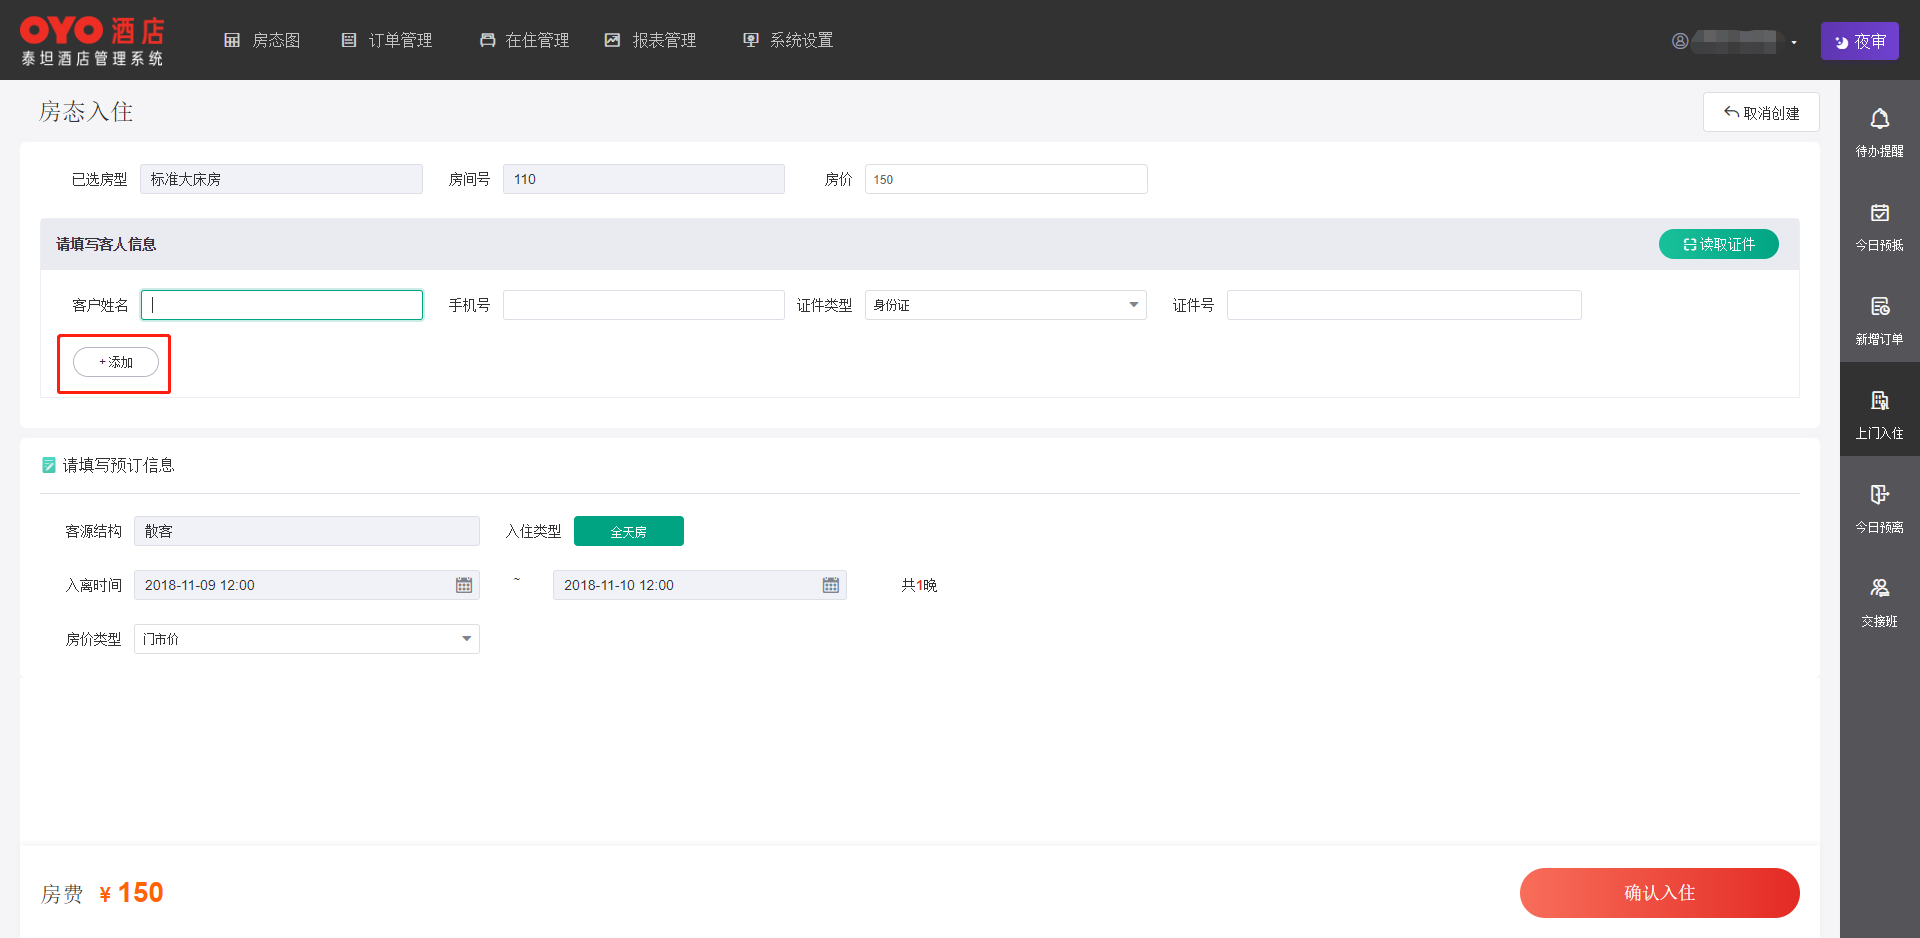 OYO 酒店
泰坦酒店管理系统
房态图 订单管理 在住管理 报表管理 系统设置
夜审
房态入住
取消创建
已选房型 标准大床房 房间号 110 房价 150
请填写客人信息
读取证件
客户姓名 手机号 证件类型 身份证 证件号
+ 添加
请填写预订信息
客源结构 散客 入住类型 全天房
入离时间 2018-11-09 12:00 ~ 2018-11-10 12:00 共1晚
房价类型 门市价
房费 ¥ 150
确认入住
待办提醒
今日预抵
新增订单
上门入住
今日预离
交接班